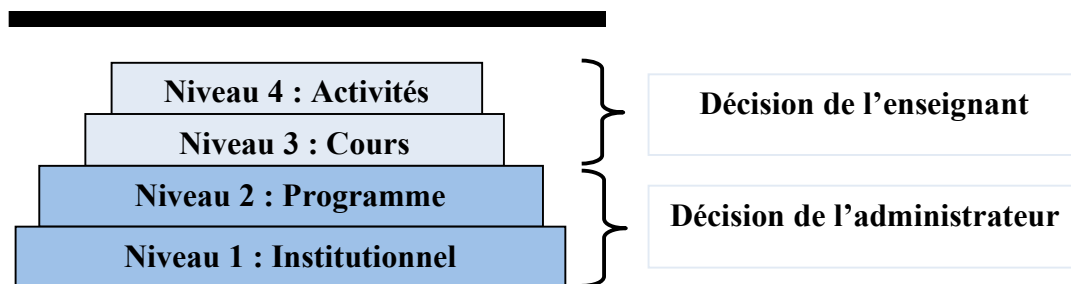 Niveau 4 : Activités
Niveau 3 : Cours
Décision de l’enseignant
Niveau 2 : Programme
Niveau 1 : Institutionnel
Décision de l’administrateur